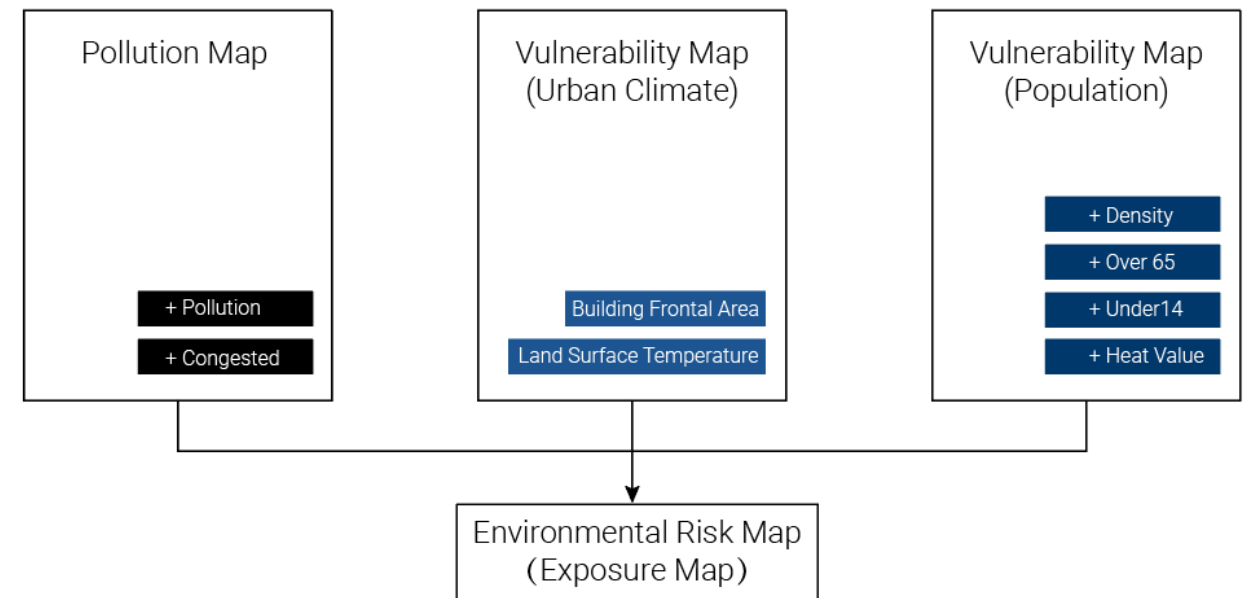 Pollution Map
+ Pollution
+ Congested
Vulnerability Map
(Urban Climate)
Building Frontal Area
Land Surface Temperature
Vulnerability Map
(Population)
+ Density
+ Over 65
+ Under14
+ Heat Value
Environmental Risk Map
(Exposure Map)